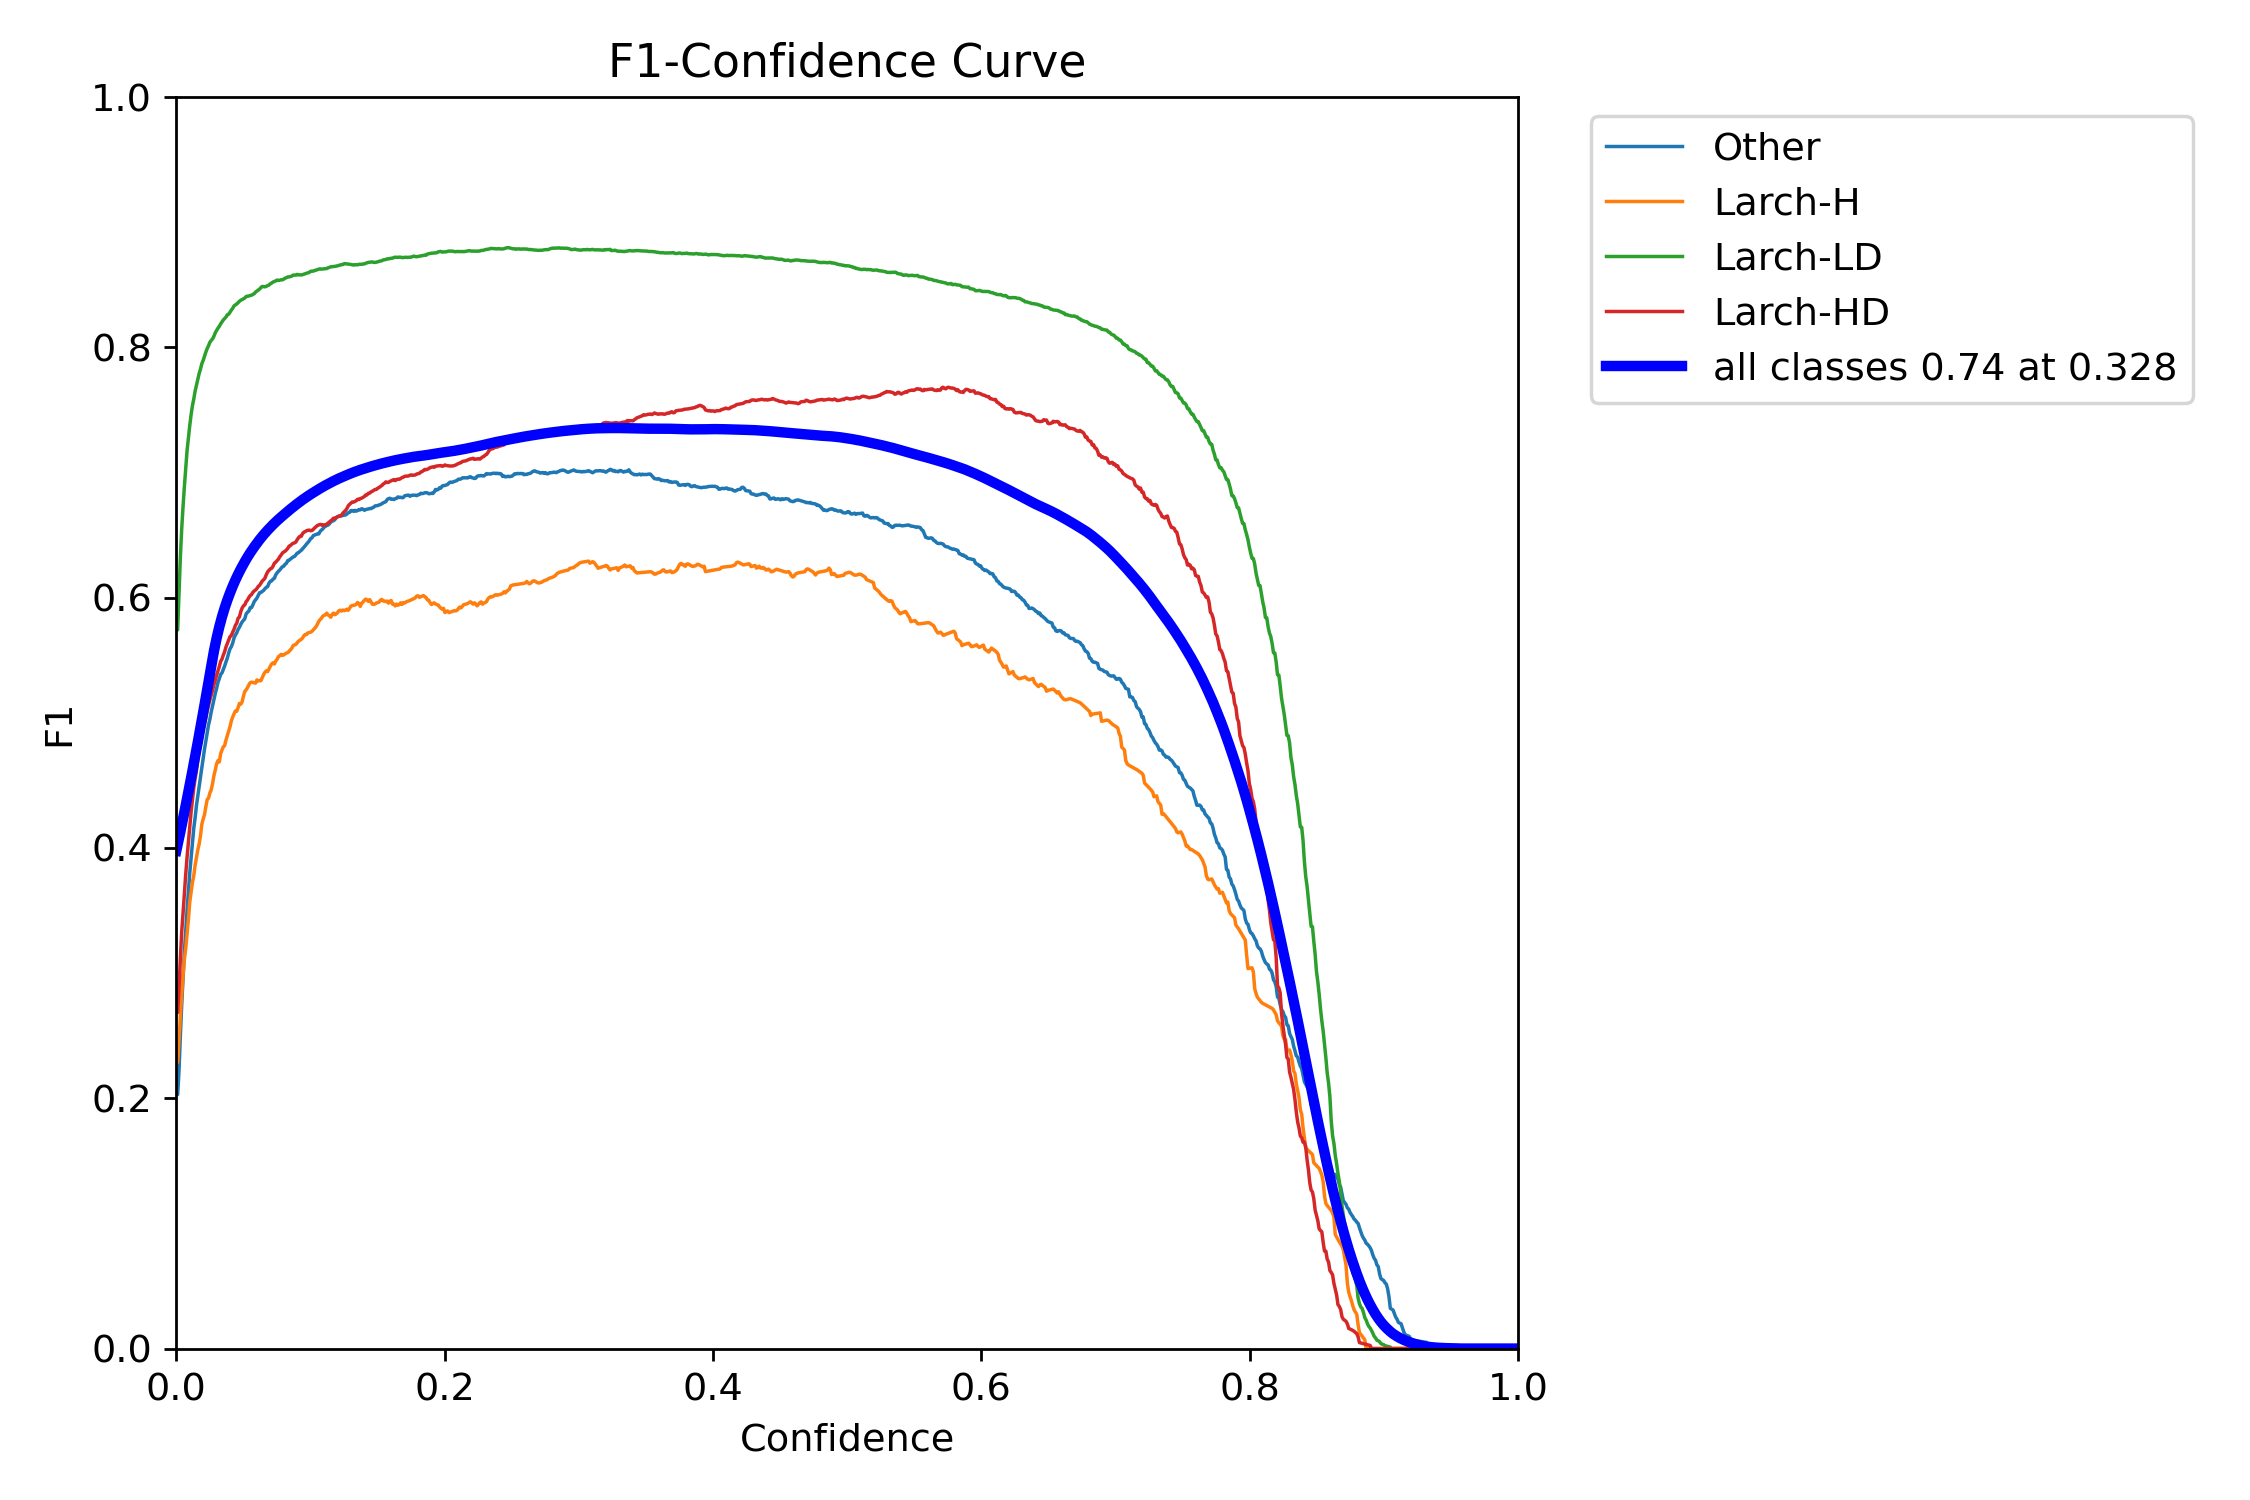 F1-Confidence Curve
1.0
0.8
0.6
0.4
0.2
0.0
F1
0.0 0.2 0.4 0.6 0.8 1.0
Confidence
Other
Larch-H
Larch-LD
Larch-HD
all classes 0.74 at 0.328